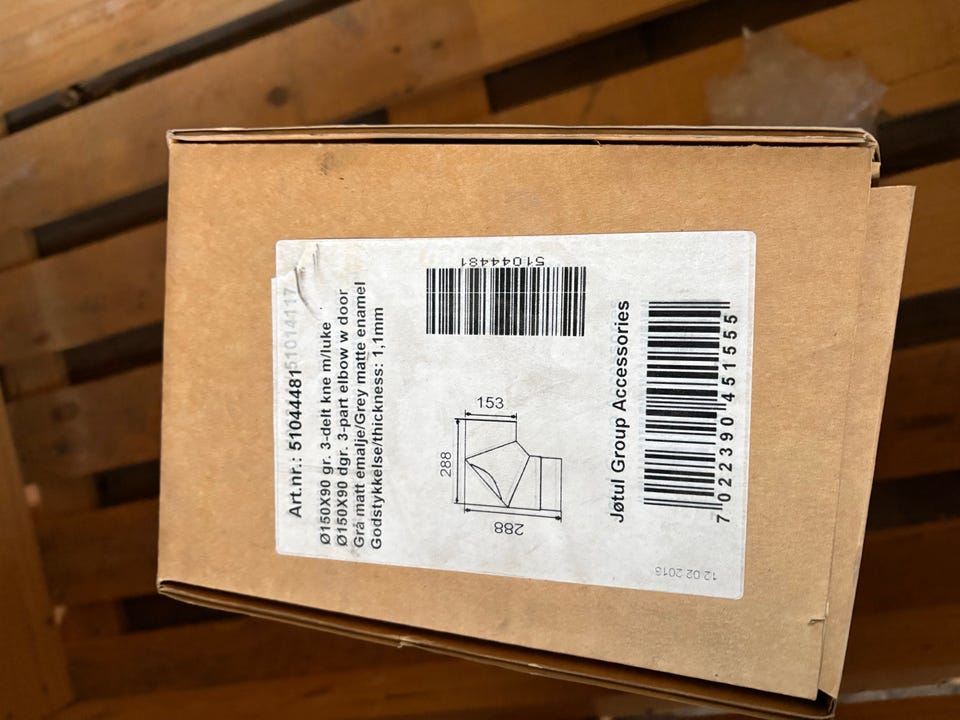 Art.nr.: 51044481 51014117
Ø150X90 gr. 3-delt kne m/luke
Ø150X90 dgr. 3-part elbow w door
Grå matt emalje/Grey matte enamel
Godstykkelse/thickness: 1,1mm
51044481
153
288
288
Jøtul Group Accessories
7 022390 451555
12.02.2013